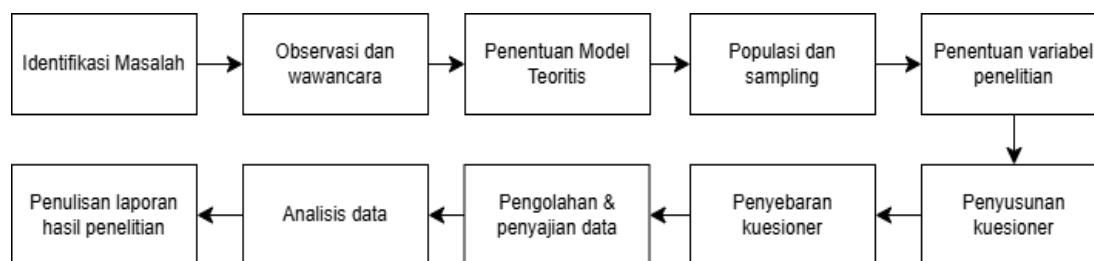 Identifikasi Masalah
Observasi dan
wawancara
Penentuan Model
Teoritis
Populasi dan
sampling
Penentuan variabel
penelitian
Penyusunan
kuesioner
Penyebaran
kuesioner
Pengolahan &
penyajian data
Analisis data
Penulisan laporan
hasil penelitian